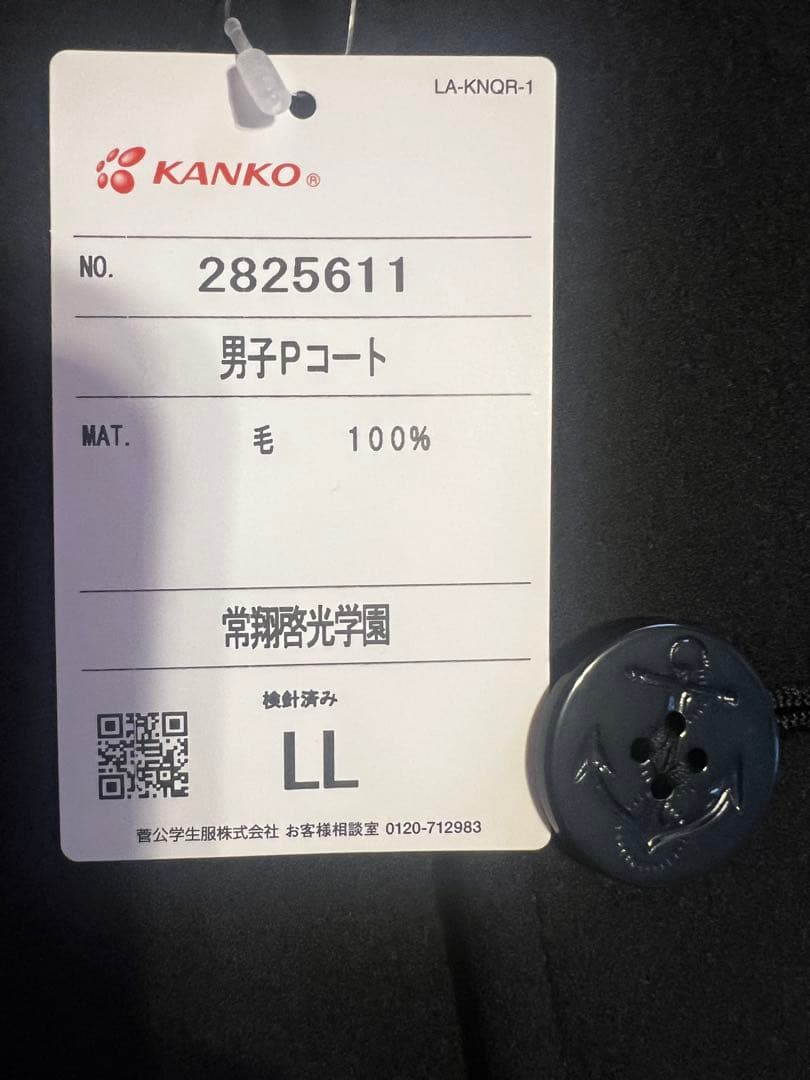 LA-KNQR-1
KANKO®
NO. 2825611
男子Pコート
MAT. 毛 100%
常翔啓光学園
検針済み
LL
菅公学生服株式会社 お客様相談室 0120-712983